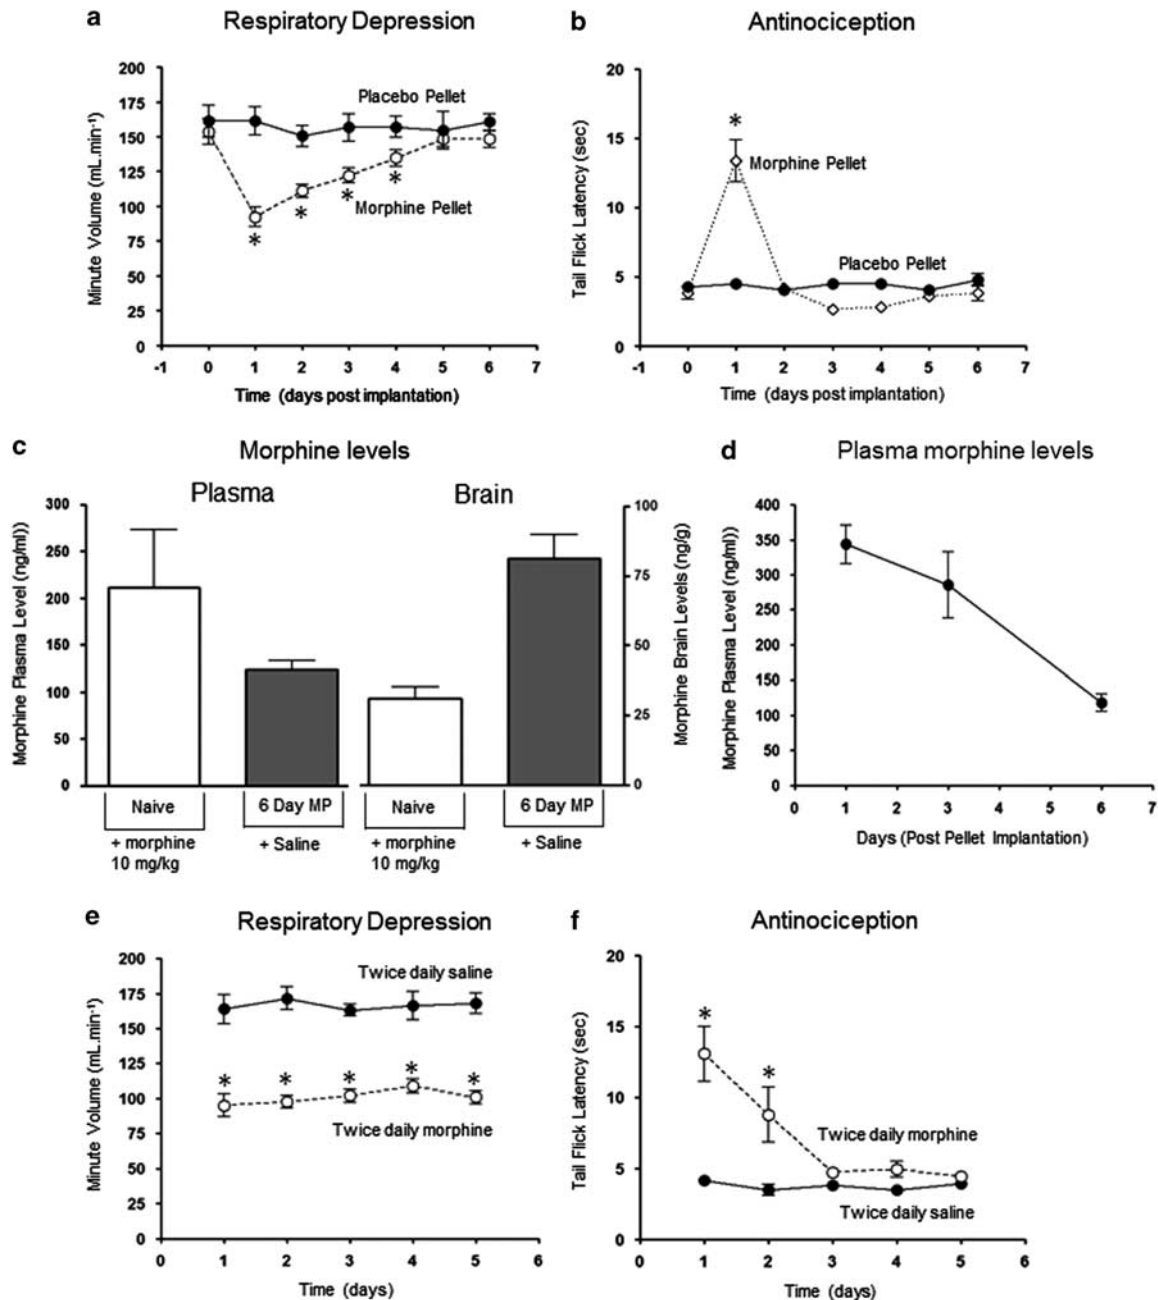 a Respiratory Depression
Minute Volume (mL.min-1)
200
175
150
125
100
75
50
25
0
Placebo Pellet
Morphine Pellet
* * * *
-1 0 1 2 3 4 5 6 7
Time (days post implantation)
b Antinociception
Tail Flick Latency (sec)
20
15
10
5
0
*
Morphine Pellet
Placebo Pellet
-1 0 1 2 3 4 5 6 7
Time (days post implantation)
c Morphine levels
Plasma Brain
Morphine Plasma Level (ng/ml))
300
250
200
150
100
50
0
Morphine Brain Levels (ng/g)
100
75
50
25
0
Naive 6 Day MP Naive 6 Day MP
+ morphine + Saline + morphine + Saline
10 mg/kg 10 mg/kg
d Plasma morphine levels
Morphine Plasma Level (ng/ml))
400
350
300
250
200
150
100
50
0
0 1 2 3 4 5 6 7
Days (Post Pellet Implantation)
e Respiratory Depression
Minute Volume (mL.min-1)
200
175
150
125
100
75
50
25
0
Twice daily saline
* * * * *
Twice daily morphine
0 1 2 3 4 5 6
Time (days)
f Antinociception
Tail Flick Latency (sec)
20
15
10
5
0
* *
Twice daily morphine
Twice daily saline
0 1 2 3 4 5 6
Time (days)